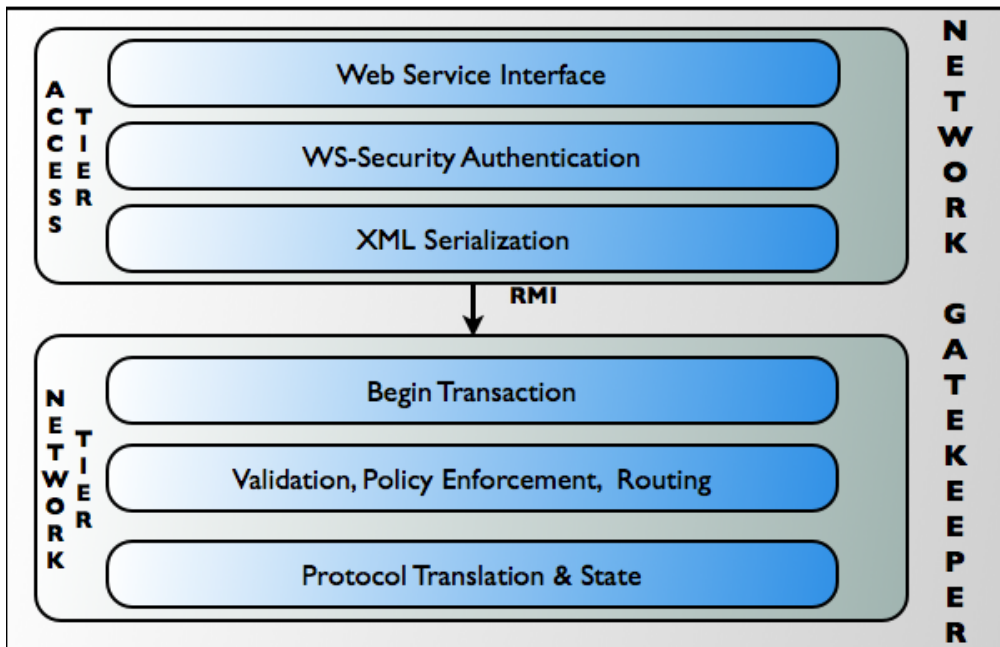 ACCESS TIER
Web Service Interface
WS-Security Authentication
XML Serialization
RMI
NETWORK TIER
Begin Transaction
Validation, Policy Enforcement, Routing
Protocol Translation & State
NETWORK GATEKEEPER